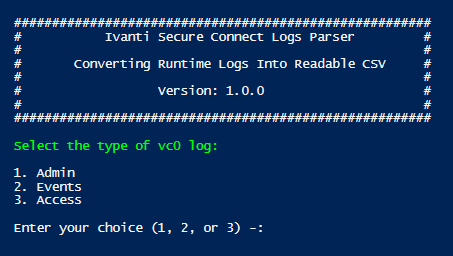 ########################################################
# Ivanti Secure Connect Logs Parser #
# #
# Converting Runtime Logs Into Readable CSV #
# #
# Version: 1.0.0 #
# #
########################################################
Select the type of vc0 log:
1. Admin
2. Events
3. Access
Enter your choice (1, 2, or 3) -: